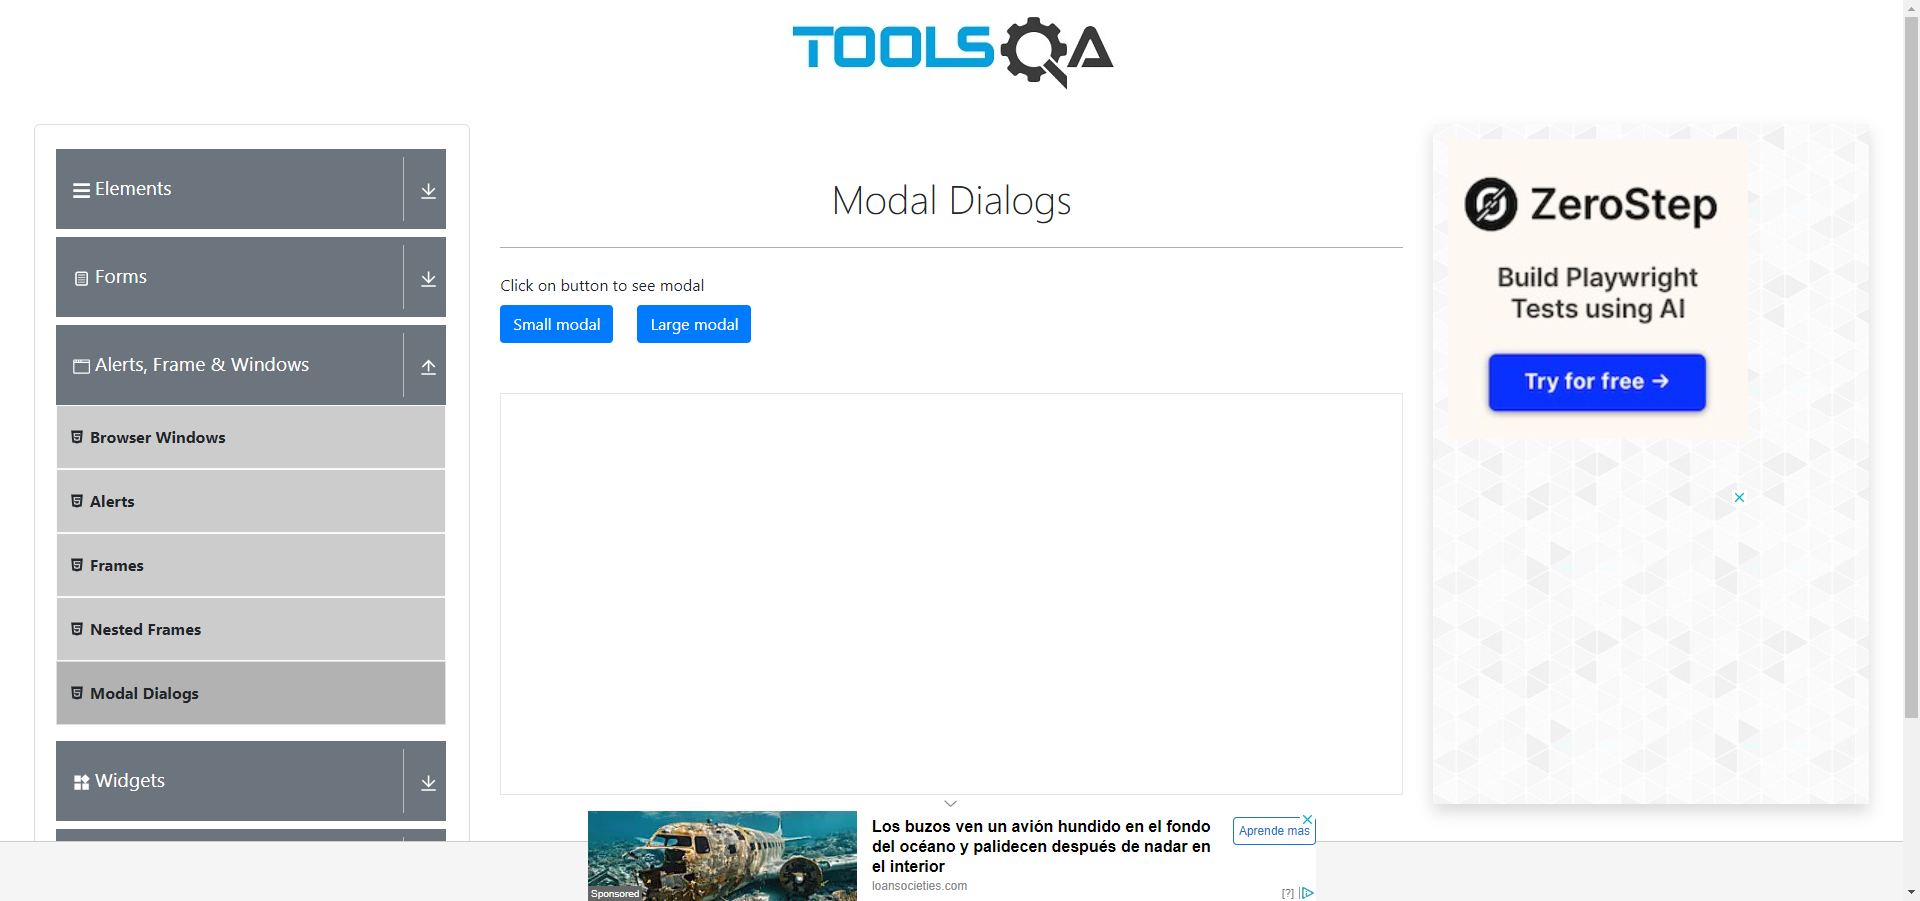 TOOLSQA
Elements
Forms
Alerts, Frame & Windows
Browser Windows
Alerts
Frames
Nested Frames
Modal Dialogs
Widgets
Modal Dialogs
Click on button to see modal
Small modal
Large modal
ZeroStep
Build Playwright
Tests using AI
Try for free →
Sponsored
Los buzos ven un avión hundido en el fondo
del océano y palidecen después de nadar en
el interior
loansocieties.com
Aprende mas
[?]